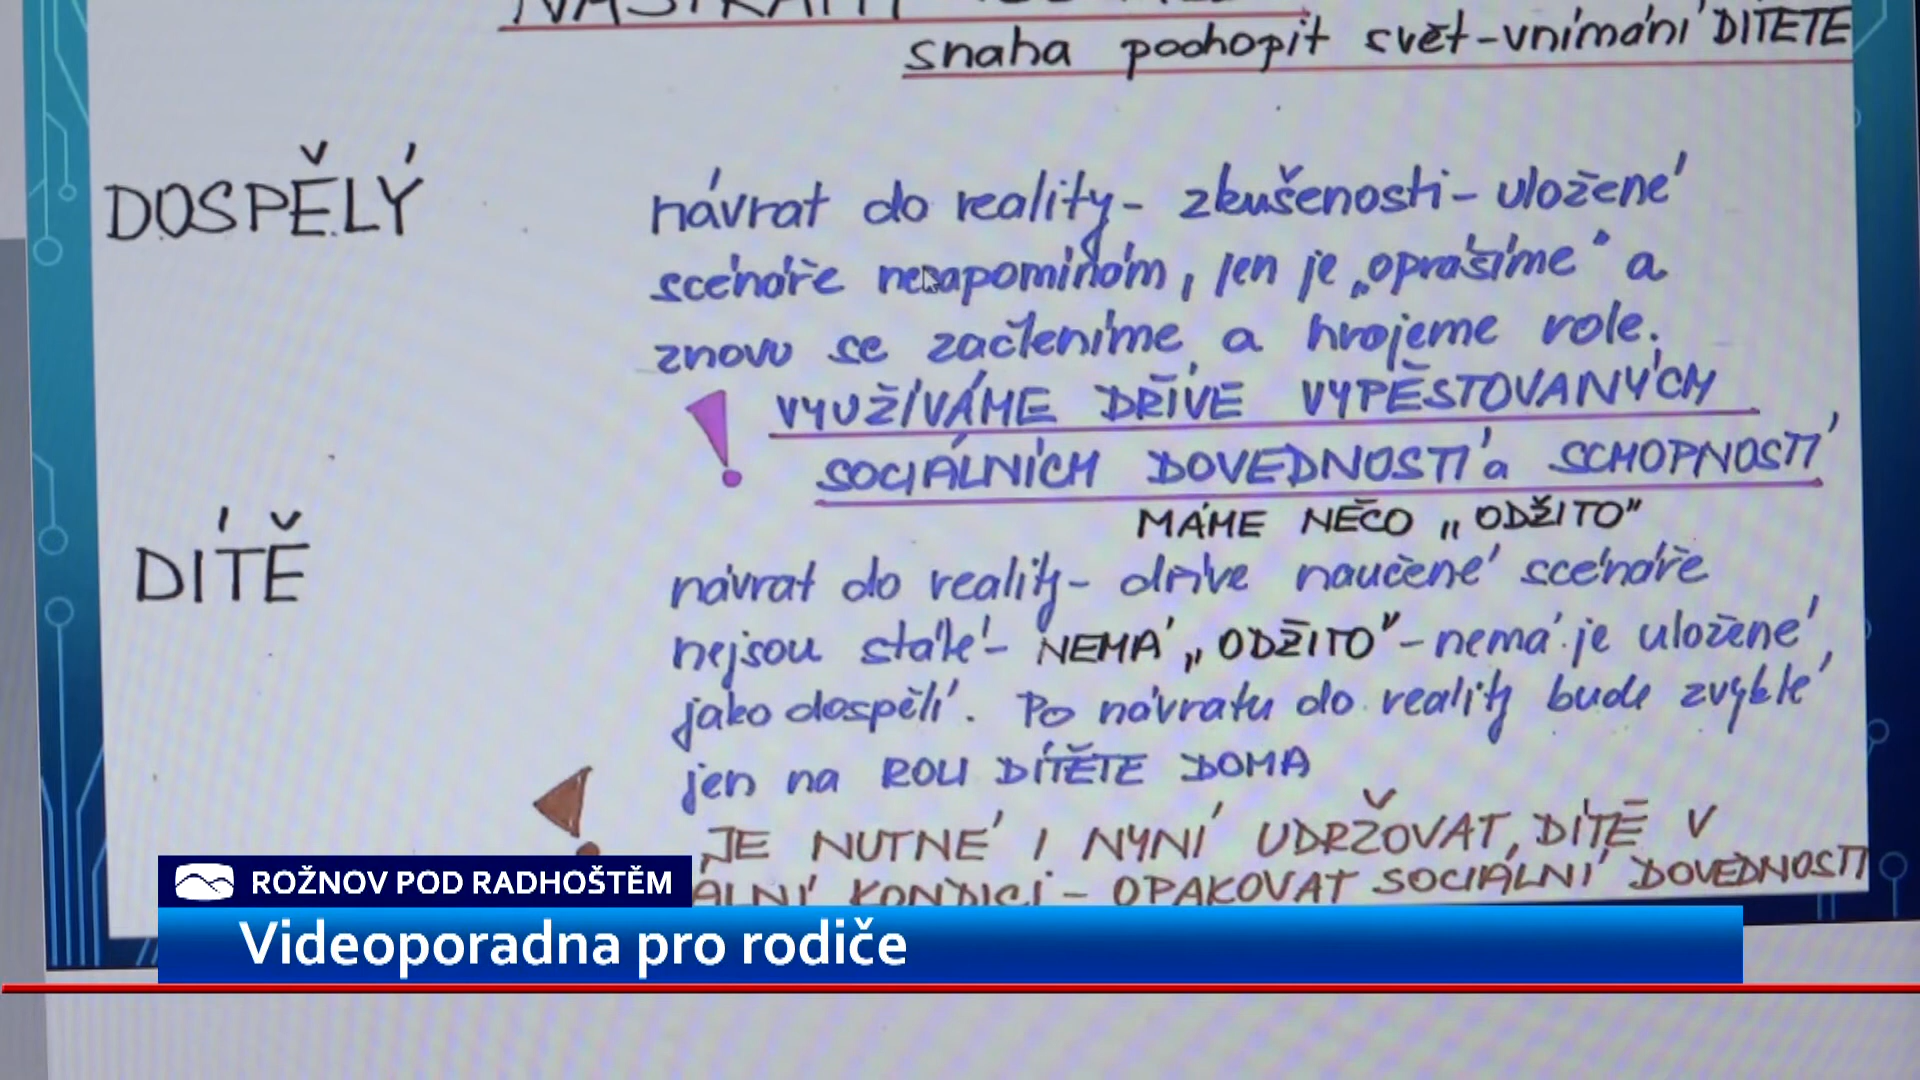 snaha pochopit svět-vnímání DÍTĚTE
DOSPĚLÝ
návrat do reality - zkušenosti - uložené
scénáře nezapomínám, jen je „oprášíme" a
znovu se začleníme a hrajeme role.
! VYUŽÍVÁME DŘÍVE VYPĚSTOVANÝCH
SOCIÁLNÍCH DOVEDNOSTÍ a SCHOPNOSTÍ
MÁME NĚCO „ODŽITO"
DÍTĚ
návrat do reality - dříve naučené scénáře
nejsou stálé - NEMÁ „ODŽITO" - nemá je uložené,
jako dospělí. Po návratu do reality bude zvyklé
jen na ROLI DÍTĚTE DOMA
! JE NUTNÉ I NYNÍ UDRŽOVAT DÍTĚ V
ÁLNÍ KONDICI - OPAKOVAT SOCIÁLNÍ DOVEDNOSTI
ROŽNOV POD RADHOŠTĚM
Videoporadna pro rodiče